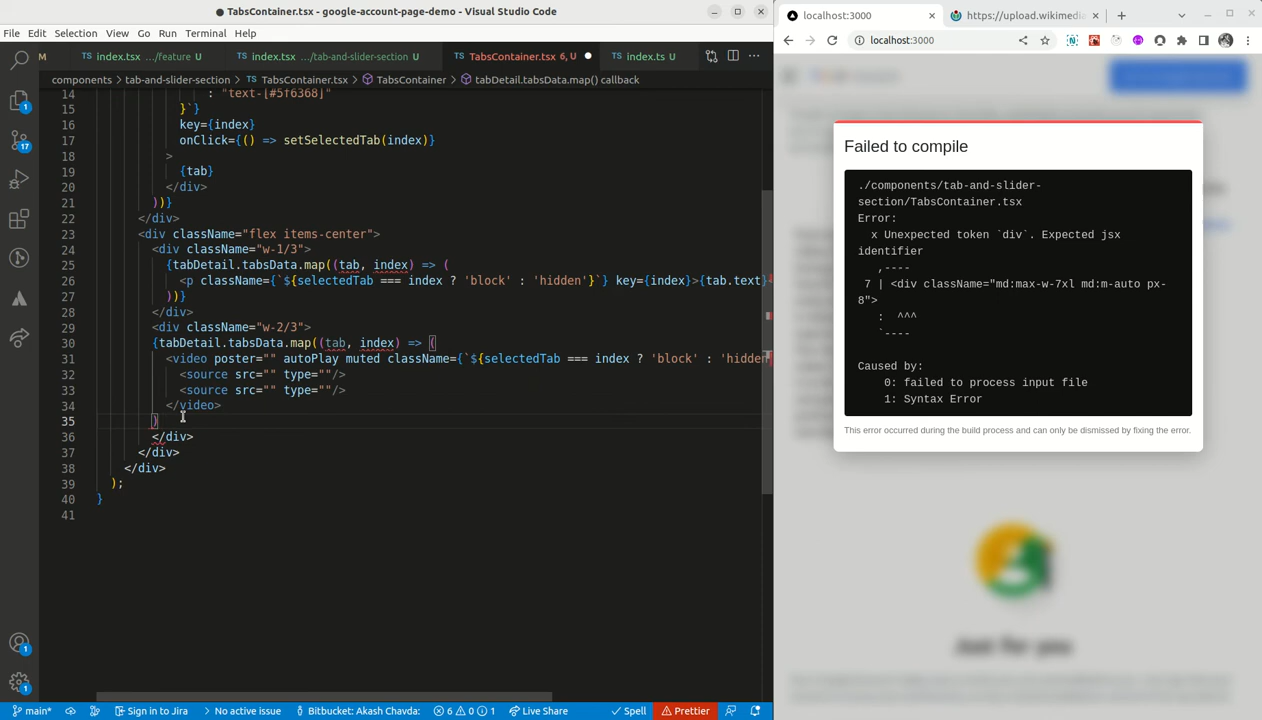 TabsContainer.tsx - google-account-page-demo - Visual Studio Code
File Edit Selection View Go Run Terminal Help
M index.tsx .../feature U index.tsx .../tab-and-slider-section U TabsContainer.tsx 6, U index.ts U
components > tab-and-slider-section > TabsContainer.tsx > TabsContainer > tabDetail.tabsData.map() callback
14 : "text-[#5f6368]"
15 }`}
16 key={index}
17 onClick={() => setSelectedTab(index)}
18 >
19 {tab}
20 </div>
21 ))}
22 </div>
23 <div className="flex items-center">
24 <div className="w-1/3">
25 {tabDetail.tabsData.map((tab, index) => (
26 <p className={`${selectedTab === index ? 'block' : 'hidden'}`} key={index}>{tab.text}
27 ))}
28 </div>
29 <div className="w-2/3">
30 {tabDetail.tabsData.map((tab, index) => (
31 <video poster="" autoPlay muted className={`${selectedTab === index ? 'block' : 'hidden
32 <source src="" type=""/>
33 <source src="" type=""/>
34 </video>
35 )
36 </div>
37 </div>
38 </div>
39 );
40 }
41
1
17
1
1
main* Sign in to Jira No active issue Bitbucket: Akash Chavda: 6 0 1 Live Share Spell Prettier
localhost:3000 https://upload.wikimedia
localhost:3000
Failed to compile
./components/tab-and-slider-
section/TabsContainer.tsx
Error:
x Unexpected token `div`. Expected jsx
identifier
,----
7 | <div className="md:max-w-7xl md:m-auto px-
8">
: ^^^
`----
Caused by:
0: failed to process input file
1: Syntax Error
This error occurred during the build process and can only be dismissed by fixing the error.
Just for you